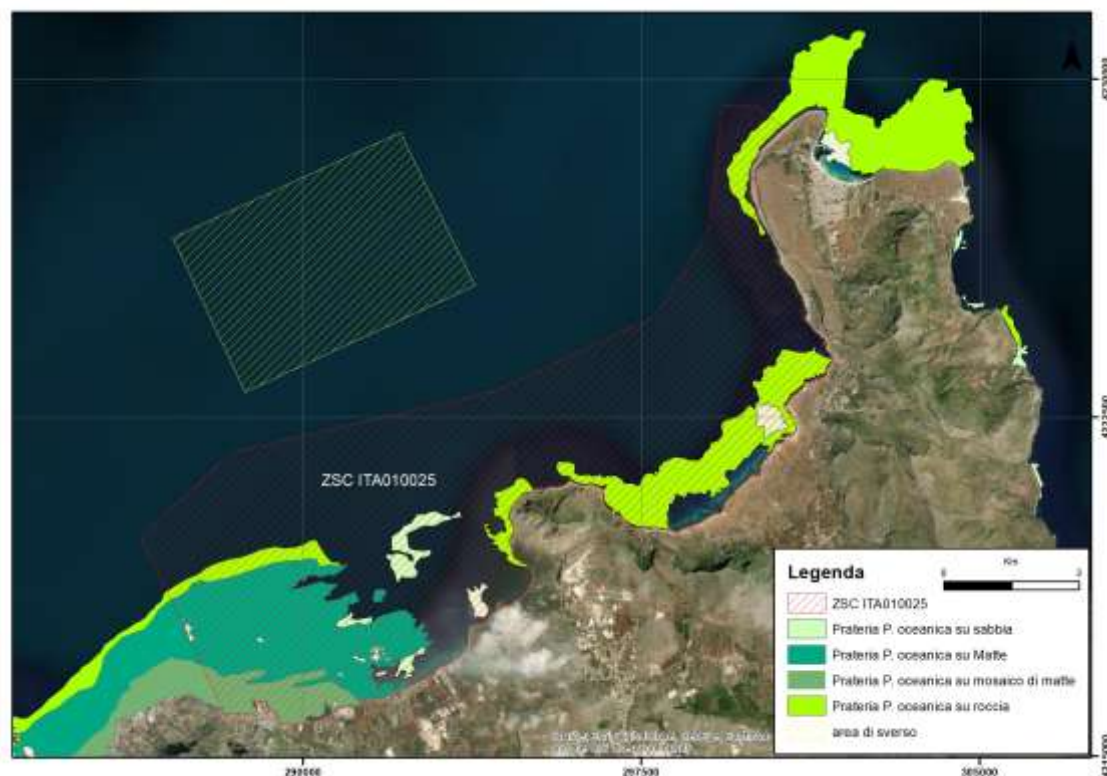 ZSC ITA010025
Legenda
Km
0
ZSC ITA010025
Prateria P. oceanica su sabbia
Prateria P. oceanica su Matte
Prateria P. oceanica su mosaico di matte
Prateria P. oceanica su roccia
area di sverso
290000
297500
305000